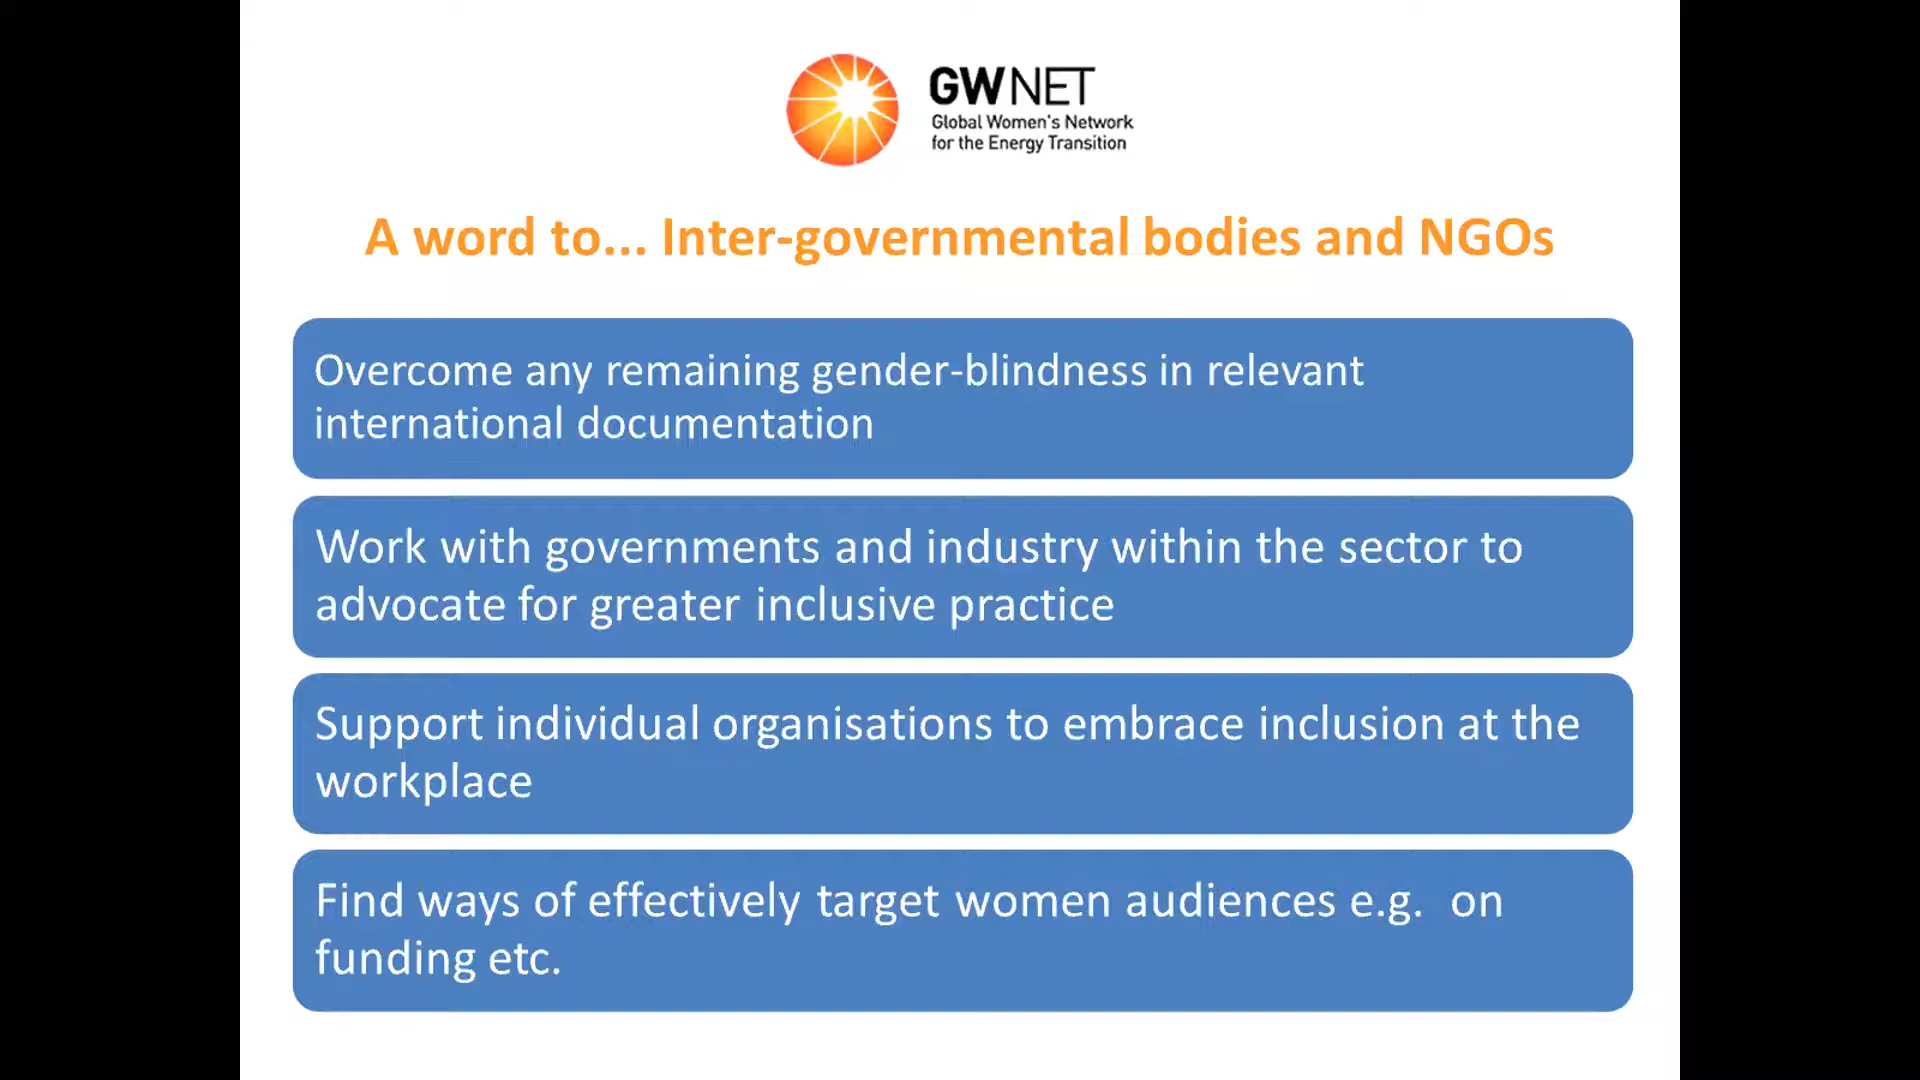 GWNET
Global Women's Network
for the Energy Transition
A word to... Inter-governmental bodies and NGOs
Overcome any remaining gender-blindness in relevant
international documentation
Work with governments and industry within the sector to
advocate for greater inclusive practice
Support individual organisations to embrace inclusion at the
workplace
Find ways of effectively target women audiences e.g.  on
funding etc.